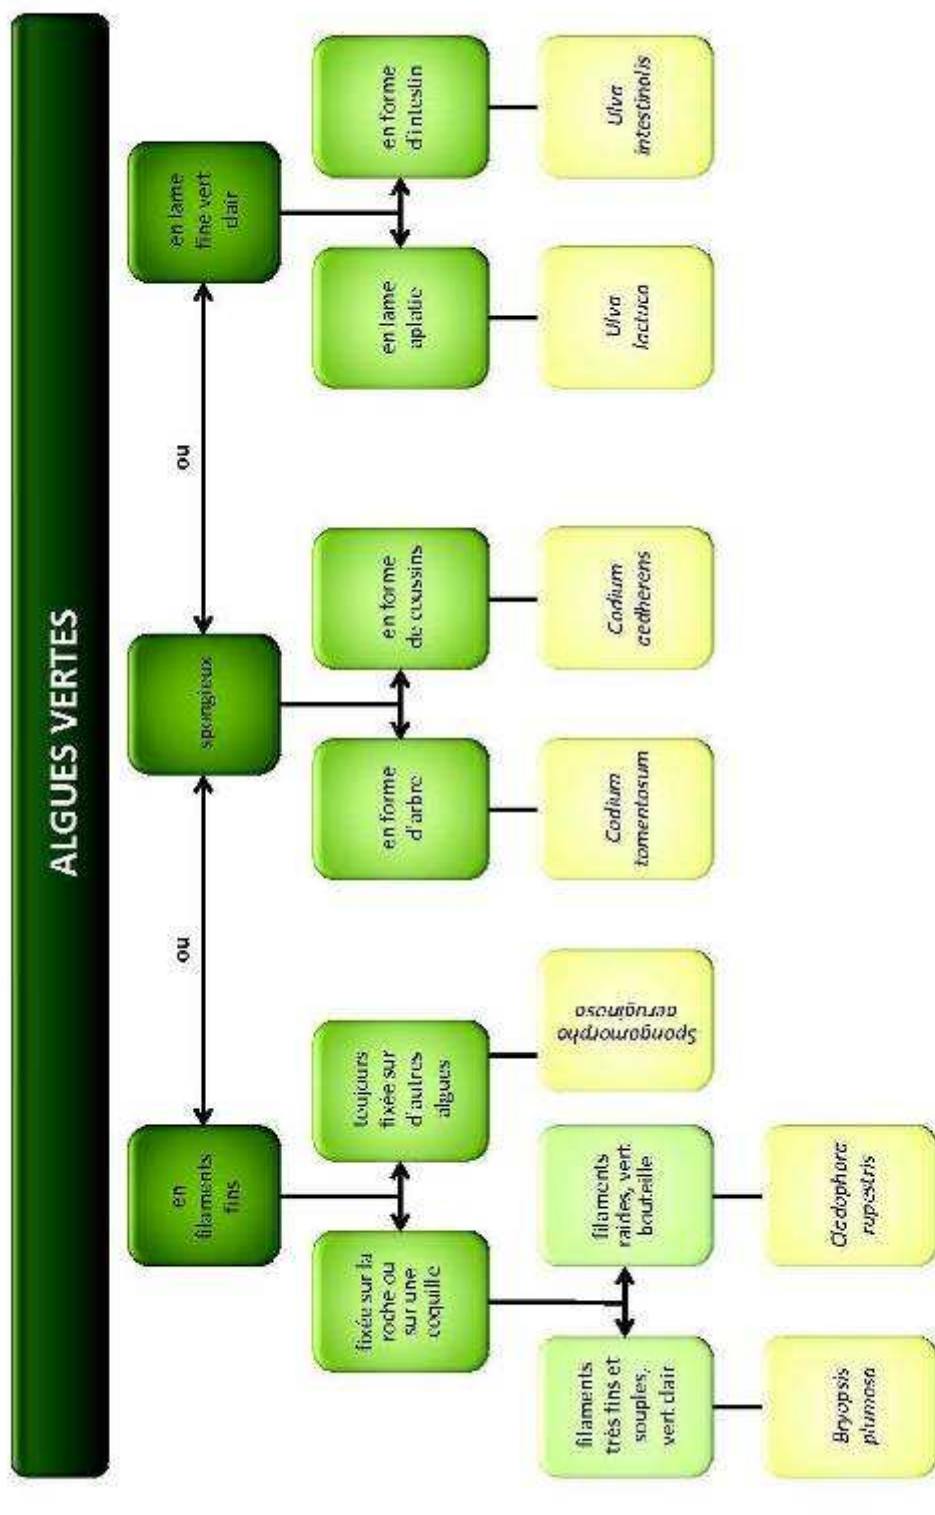 ALGUES VERTES
en
filaments
fins
ou
spongieux
ou
en lame
fine vert
clair
fixée sur la
roche ou
sur une
coquille
toujours
fixée sur
d'autres
algues
en forme
d'arbre
en forme
de coussins
en lame
aplatie
en forme
d'intestin
filaments
très fins et
souples,
vert clair
filaments
raides, vert
bouteille
Spongomorpha
aeruginosa
Codium
tomentosum
Codium
aedherens
Ulva
lactuca
Ulva
intestinalis
Bryopsis
plumosa
Cladophora
rupestris